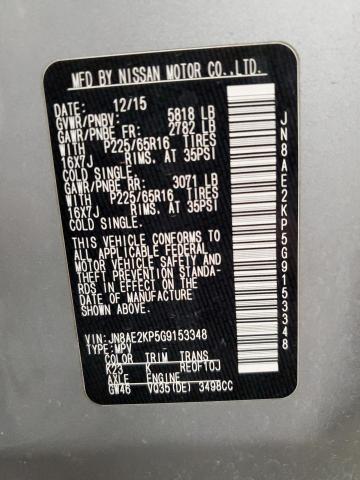 MFD BY NISSAN MOTOR CO.,LTD.
DATE: 12/15
GVWR/PNBV: 5818 LB
GAWR/PNBE FR: 2782 LB
WITH P225/65R16 TIRES
16X7J RIMS, AT 35PSI
COLD SINGLE.
GAWR/PNBE RR: 3071 LB
WITH P225/65R16 TIRES
16X7J RIMS, AT 35PSI
COLD SINGLE.
THIS VEHICLE CONFORMS TO
ALL APPLICABLE FEDERAL
MOTOR VEHICLE SAFETY AND
THEFT PREVENTION STANDA-
RDS IN EFFECT ON THE DATE
SHOWN ABOVE.
VIN:JN8AE2KP5G9153348
TYPE:MPV
COLOR TRIM TRANS
K23 K RE0F10J
AXLE ENGINE
GW46 VQ35(DE) 3498CC
JN8AE2KP5G9153348